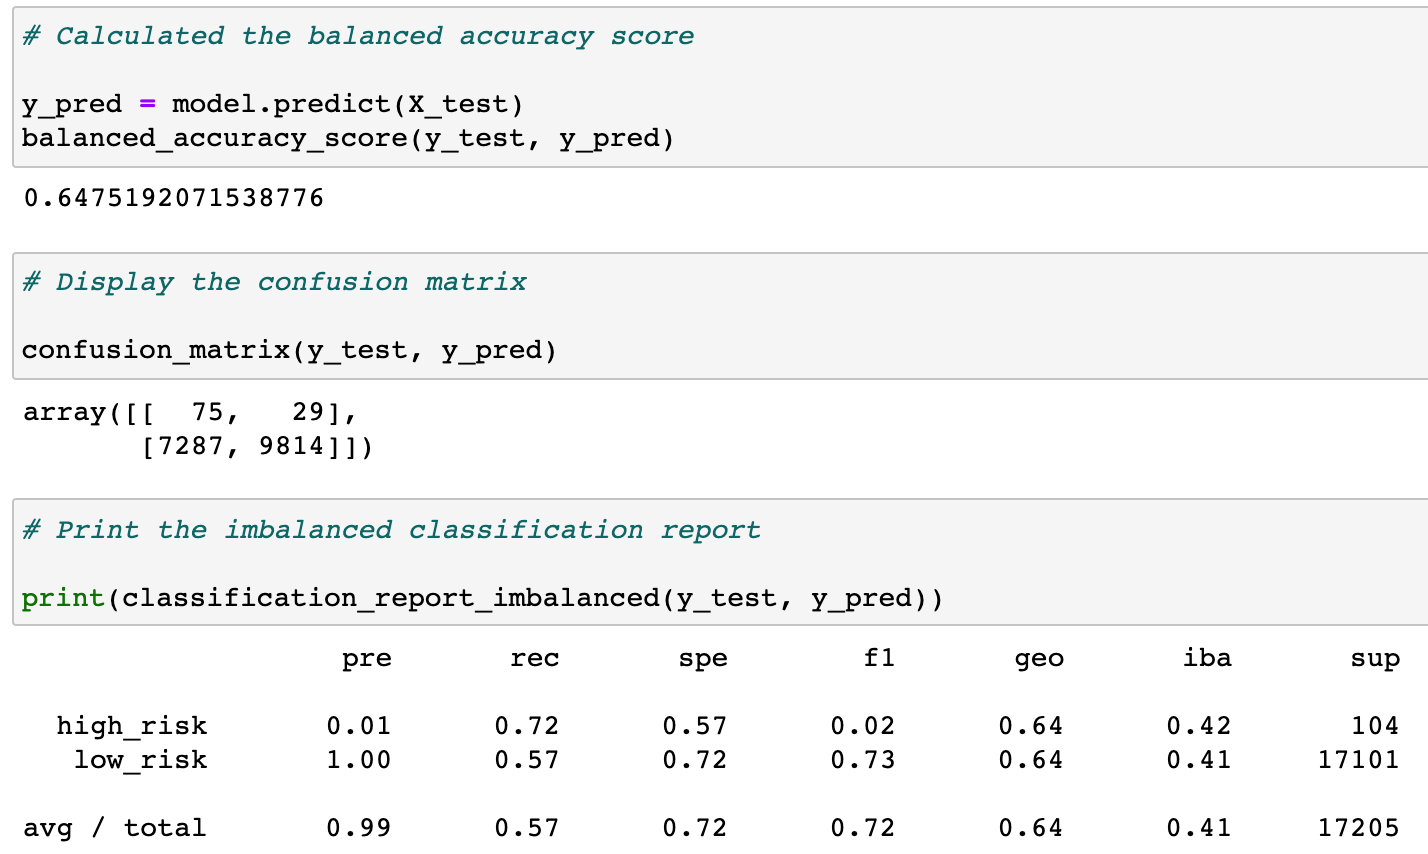 # Calculated the balanced accuracy score
y_pred = model.predict(X_test)
balanced_accuracy_score(y_test, y_pred)
0.6475192071538776
# Display the confusion matrix
confusion_matrix(y_test, y_pred)
array([[  75,   29],
       [7287, 9814]])
# Print the imbalanced classification report
print(classification_report_imbalanced(y_test, y_pred))
pre rec spe f1 geo iba sup
high_risk 0.01 0.72 0.57 0.02 0.64 0.42 104
low_risk 1.00 0.57 0.72 0.73 0.64 0.41 17101
avg / total 0.99 0.57 0.72 0.72 0.64 0.41 17205